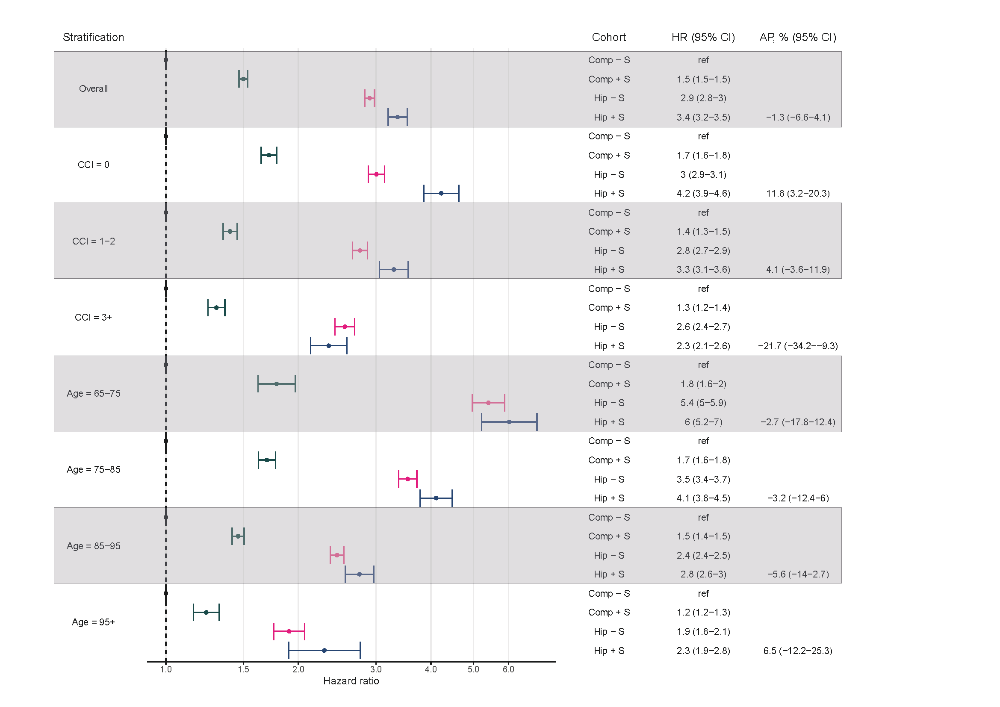 Stratification Cohort HR (95% CI) AP, % (95% CI)
Comp − S ref
Comp + S 1.5 (1.5−1.5)
Overall
Hip − S 2.9 (2.8−3)
Hip + S 3.4 (3.2−3.5) −1.3 (−6.6−4.1)
Comp − S ref
Comp + S 1.7 (1.6−1.8)
CCI = 0
Hip − S 3 (2.9−3.1)
Hip + S 4.2 (3.9−4.6) 11.8 (3.2−20.3)
Comp − S ref
Comp + S 1.4 (1.3−1.5)
CCI = 1−2
Hip − S 2.8 (2.7−2.9)
Hip + S 3.3 (3.1−3.6) 4.1 (−3.6−11.9)
Comp − S ref
Comp + S 1.3 (1.2−1.4)
CCI = 3+
Hip − S 2.6 (2.4−2.7)
Hip + S 2.3 (2.1−2.6) −21.7 (−34.2−−9.3)
Comp − S ref
Comp + S 1.8 (1.6−2)
Age = 65−75
Hip − S 5.4 (5−5.9)
Hip + S 6 (5.2−7) −2.7 (−17.8−12.4)
Comp − S ref
Comp + S 1.7 (1.6−1.8)
Age = 75−85
Hip − S 3.5 (3.4−3.7)
Hip + S 4.1 (3.8−4.5) −3.2 (−12.4−6)
Comp − S ref
Comp + S 1.5 (1.4−1.5)
Age = 85−95
Hip − S 2.4 (2.4−2.5)
Hip + S 2.8 (2.6−3) −5.6 (−14−2.7)
Comp − S ref
Comp + S 1.2 (1.2−1.3)
Age = 95+
Hip − S 1.9 (1.8−2.1)
Hip + S 2.3 (1.9−2.8) 6.5 (−12.2−25.3)
1.0 1.5 2.0 3.0 4.0 5.0 6.0
Hazard ratio